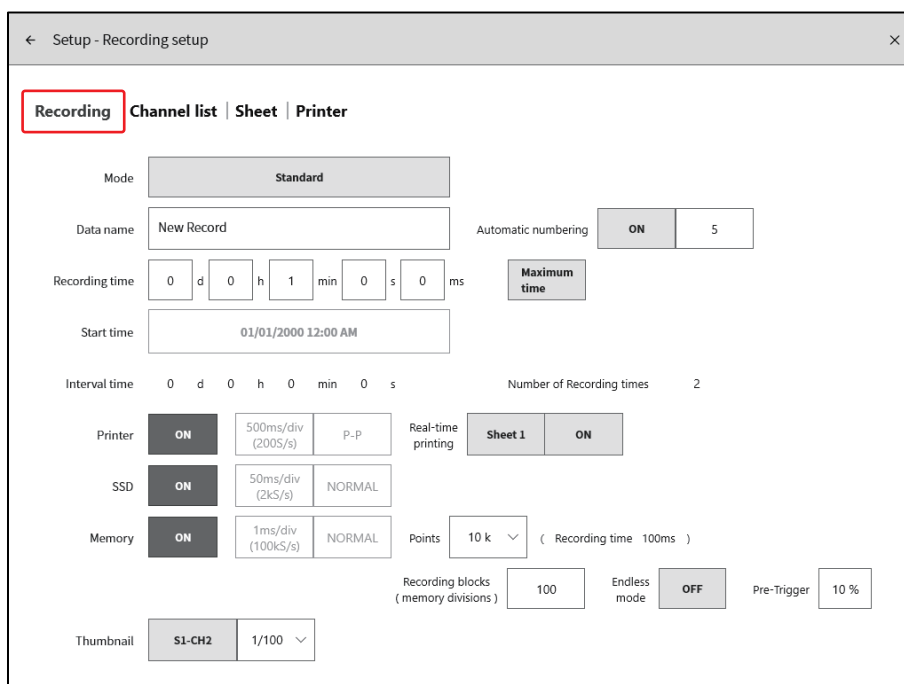 ← Setup - Recording setup ×
Recording Channel list | Sheet | Printer
Mode Standard
Data name New Record Automatic numbering ON 5
Recording time 0 d 0 h 1 min 0 s 0 ms Maximum time
Start time 01/01/2000 12:00 AM
Interval time 0 d 0 h 0 min 0 s Number of Recording times 2
Printer ON 500ms/div (200S/s) P-P Real-time printing Sheet 1 ON
SSD ON 50ms/div (2kS/s) NORMAL
Memory ON 1ms/div (100kS/s) NORMAL Points 10 k ( Recording time 100ms )
Recording blocks ( memory divisions ) 100 Endless mode OFF Pre-Trigger 10 %
Thumbnail S1-CH2 1/100